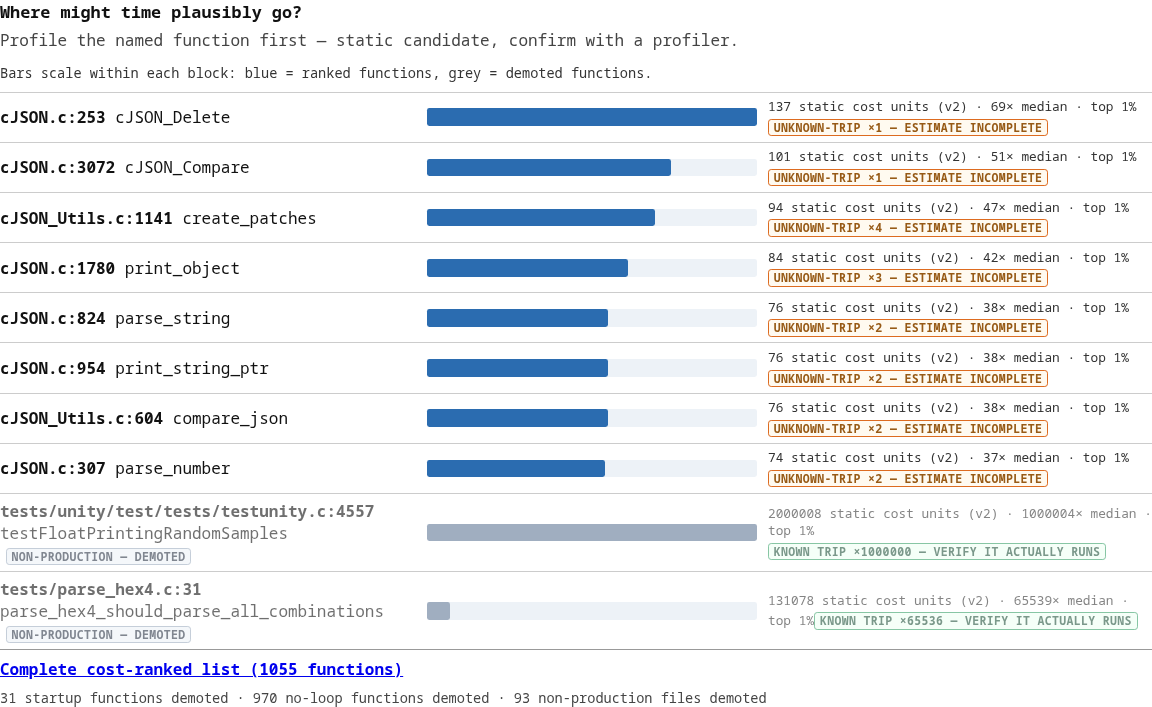 Where might time plausibly go?
Profile the named function first — static candidate, confirm with a profiler.
Bars scale within each block: blue = ranked functions, grey = demoted functions.
cJSON.c:253 cJSON_Delete
137 static cost units (v2) · 69× median · top 1%
UNKNOWN-TRIP ×1 — ESTIMATE INCOMPLETE
cJSON.c:3072 cJSON_Compare
101 static cost units (v2) · 51× median · top 1%
UNKNOWN-TRIP ×1 — ESTIMATE INCOMPLETE
cJSON_Utils.c:1141 create_patches
94 static cost units (v2) · 47× median · top 1%
UNKNOWN-TRIP ×4 — ESTIMATE INCOMPLETE
cJSON.c:1780 print_object
84 static cost units (v2) · 42× median · top 1%
UNKNOWN-TRIP ×3 — ESTIMATE INCOMPLETE
cJSON.c:824 parse_string
76 static cost units (v2) · 38× median · top 1%
UNKNOWN-TRIP ×2 — ESTIMATE INCOMPLETE
cJSON.c:954 print_string_ptr
76 static cost units (v2) · 38× median · top 1%
UNKNOWN-TRIP ×2 — ESTIMATE INCOMPLETE
cJSON_Utils.c:604 compare_json
76 static cost units (v2) · 38× median · top 1%
UNKNOWN-TRIP ×2 — ESTIMATE INCOMPLETE
cJSON.c:307 parse_number
74 static cost units (v2) · 37× median · top 1%
UNKNOWN-TRIP ×2 — ESTIMATE INCOMPLETE
tests/unity/test/tests/testunity.c:4557
testFloatPrintingRandomSamples
NON-PRODUCTION — DEMOTED
2000008 static cost units (v2) · 1000004× median ·
top 1%
KNOWN TRIP ×1000000 — VERIFY IT ACTUALLY RUNS
tests/parse_hex4.c:31
parse_hex4_should_parse_all_combinations
NON-PRODUCTION — DEMOTED
131078 static cost units (v2) · 65539× median ·
top 1% KNOWN TRIP ×65536 — VERIFY IT ACTUALLY RUNS
Complete cost-ranked list (1055 functions)
31 startup functions demoted · 970 no-loop functions demoted · 93 non-production files demoted